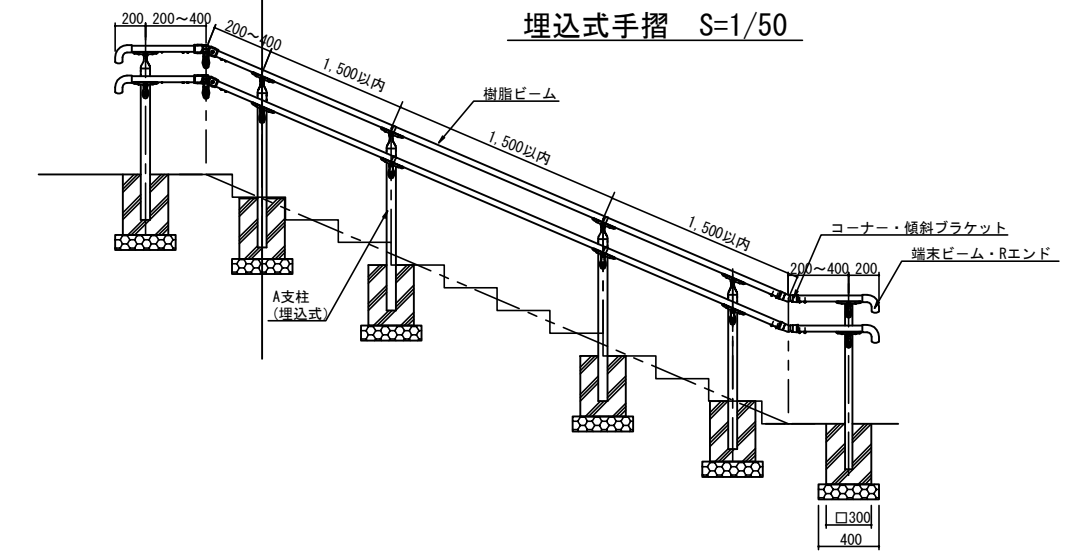 埋込式手摺 S=1/50
200
200～400
200～400
1,500以内
樹脂ビーム
1,500以内
1,500以内
コーナー・傾斜ブラケット
200～400
200
端末ビーム・Rエンド
A支柱
(埋込式)
□300
400